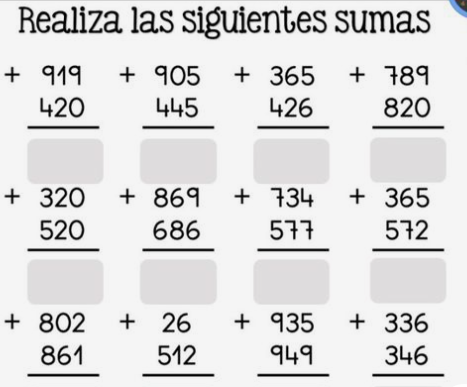 Realiza las siguientes sumas
+ 919 + 905 + 365 + 789
420 445 426 820
+ 320 + 869 + 734 + 365
520 686 577 572
+ 802 + 26 + 935 + 336
861 512 949 346